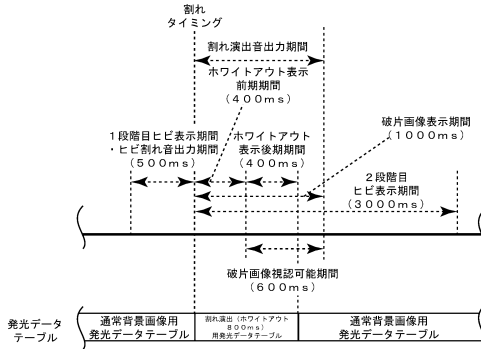 割れ
タイミング
割れ演出音出力期間
ホワイトアウト表示
前期期間
（４００ｍｓ）
１段階目ヒビ表示期間
・ヒビ割れ音出力期間
（５００ｍｓ）
ホワイトアウト
表示後期期間
（４００ｍｓ）
破片画像表示期間
（１０００ｍｓ）
２段階目
ヒビ表示期間
（３０００ｍｓ）
破片画像視認可能期間
（６００ｍｓ）
発光データ
テーブル
通常背景画像用
発光データテーブル
割れ演出（ホワイトアウト
８００ｍｓ）
用発光データテーブル
通常背景画像用
発光データテーブル